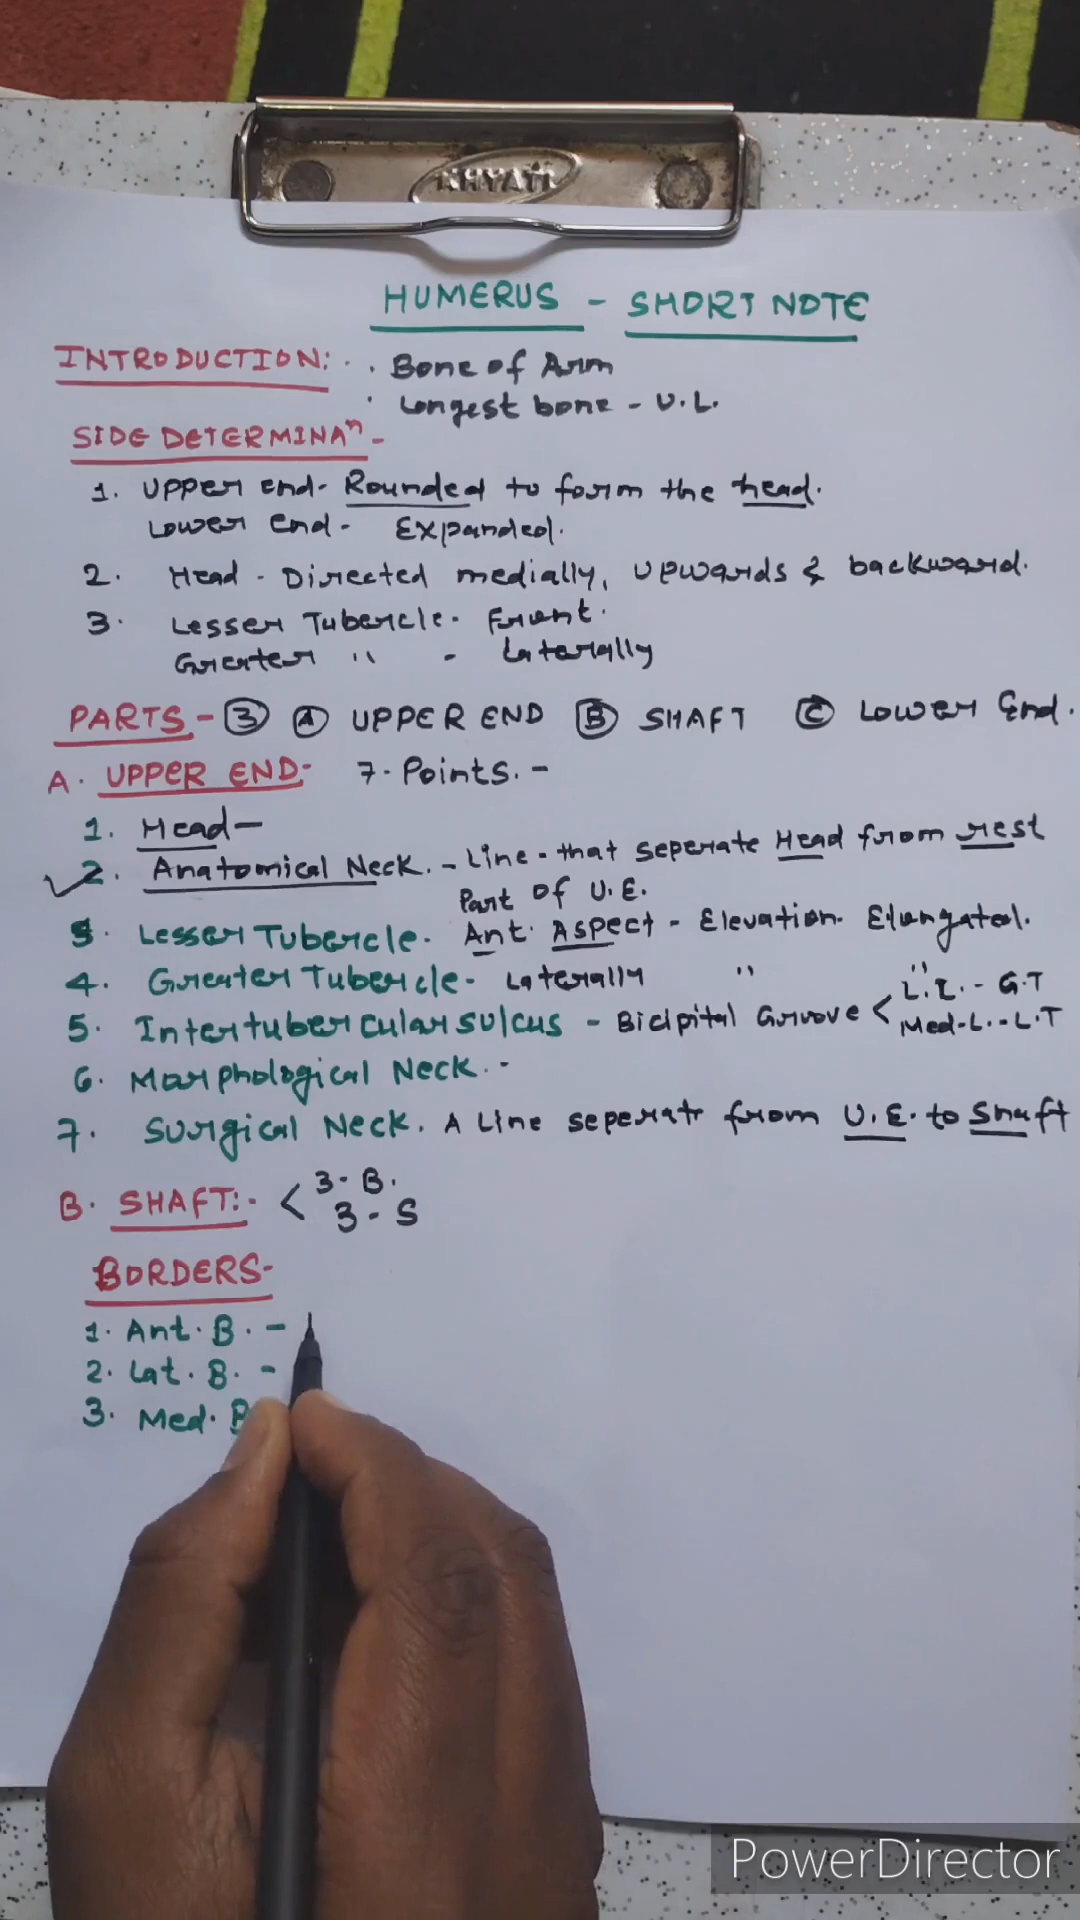 KHYATI
HUMERUS - SHORT NOTE
INTRODUCTION:- . Bone of Arm
. Longest bone - U.L.
SIDE DETERMINAⁿ -
1. Upper end- Rounded to form the head.
Lower end- Expanded.
2. Head - Directed medially, upwards & backward.
3. Lesser Tubercle. Front.
Greater " - Laterally
PARTS - ③ Ⓐ UPPER END Ⓑ SHAFT Ⓒ Lower End.
A. UPPER END- 7. Points. -
1. Head-
2. Anatomical Neck. - Line - that seperate Head from rest
Part of U.E.
3. Lesser Tubercle. Ant. Aspect - Elevation. Elongated.
4. Greater Tubercle- Laterally " "
5. Intertubercular sulcus - Bicipital Groove < L.L. - G.T
Med-L. - L.T
6. Morphological Neck. -
7. Surgical Neck. A Line seperate from U.E. to Shaft
B. SHAFT:- < 3- B.
3- S
BORDERS-
1. Ant. B. -
2. Lat. B. -
3. Med. B
PowerDirector